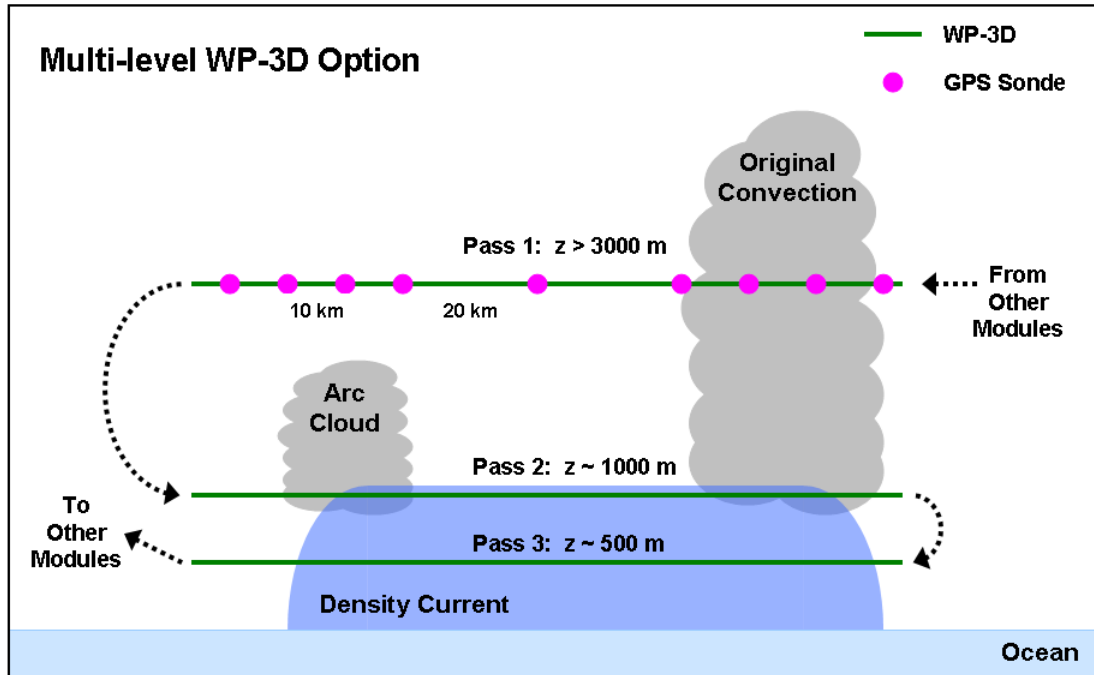 Multi-level WP-3D Option
WP-3D
GPS Sonde
Original
Convection
Pass 1: z > 3000 m
From
Other
Modules
10 km
20 km
Arc
Cloud
Pass 2: z ~ 1000 m
To
Other
Modules
Pass 3: z ~ 500 m
Density Current
Ocean